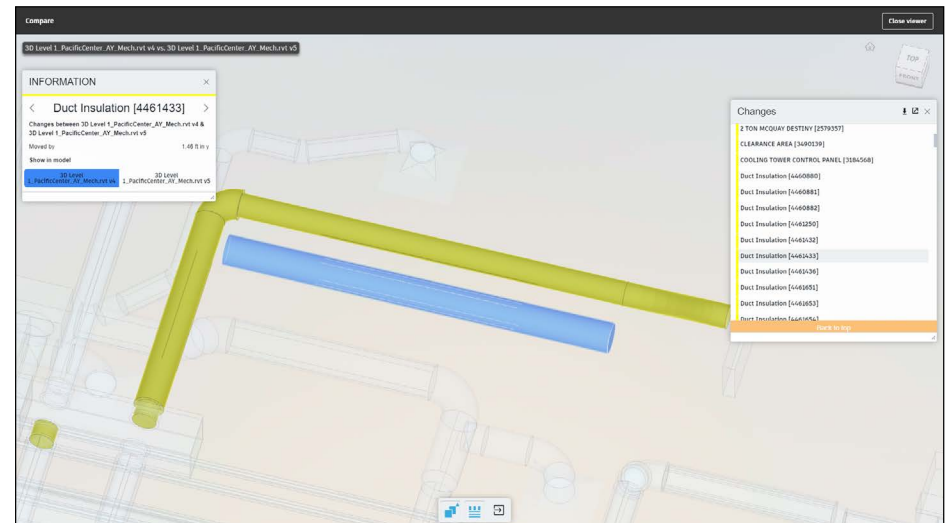 Compare
Close viewer
3D Level 1_PacificCenter_AY_Mech.rvt v4 vs. 3D Level 1_PacificCenter_AY_Mech.rvt v5
TOP
FRONT
INFORMATION
Duct Insulation [4461433]
Changes between 3D Level 1_PacificCenter_AY_Mech.rvt v4 &
3D Level 1_PacificCenter_AY_Mech.rvt v5
Moved by 1.46 ft in y
Show in model
3D Level
1_PacificCenter_AY_Mech.rvt v4
3D Level
1_PacificCenter_AY_Mech.rvt v5
Changes
2 TON MCQUAY DESTINY [2579357]
CLEARANCE AREA [3490139]
COOLING TOWER CONTROL PANEL [3184568]
Duct Insulation [4460880]
Duct Insulation [4460881]
Duct Insulation [4460882]
Duct Insulation [4461250]
Duct Insulation [4461432]
Duct Insulation [4461433]
Duct Insulation [4461436]
Duct Insulation [4461651]
Duct Insulation [4461653]
Duct Insulation [4461654]
Back to top